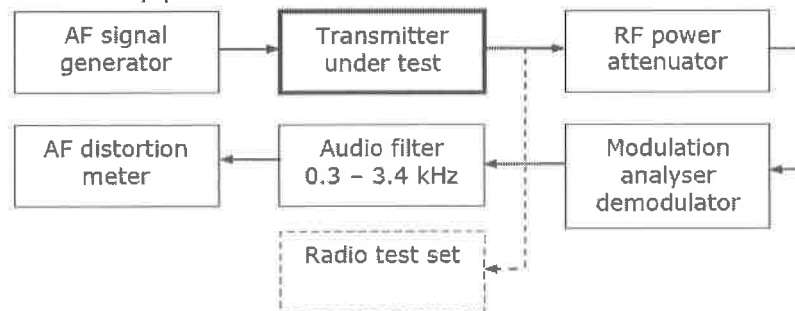 AF signal
generator
Transmitter
under test
RF power
attenuator
AF distortion
meter
Audio filter
0.3 – 3.4 kHz
Modulation
analyser
demodulator
Radio test set